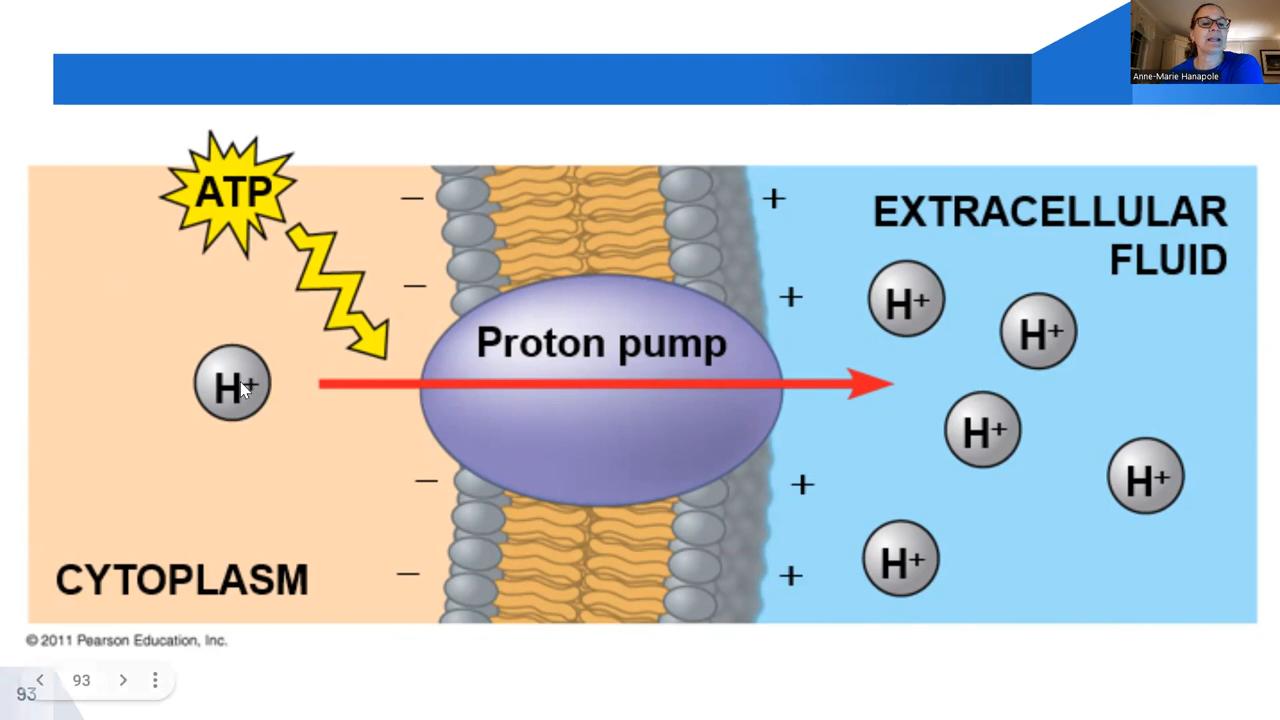 Anne-Marie Hanapole
ATP
−
+
EXTRACELLULAR
FLUID
−
+
H+
H+
Proton pump
H+
H+
H+
−
+
H+
CYTOPLASM
−
+
© 2011 Pearson Education, Inc.
93
93